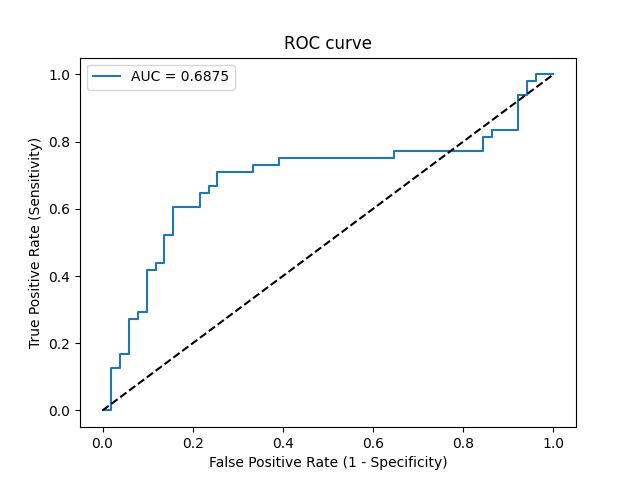 ROC curve
AUC = 0.6875
True Positive Rate (Sensitivity)
1.0
0.8
0.6
0.4
0.2
0.0
0.0 0.2 0.4 0.6 0.8 1.0
False Positive Rate (1 - Specificity)